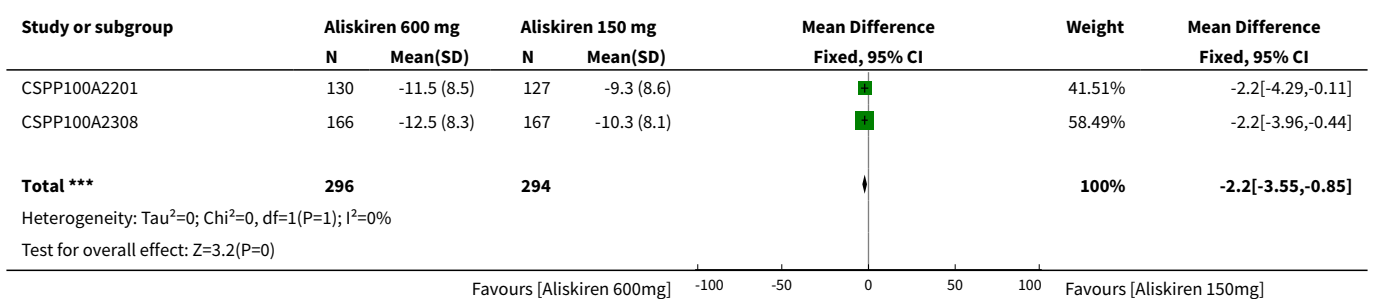 Study or subgroup Aliskiren 600 mg Aliskiren 150 mg Mean Difference Weight Mean Difference
N Mean(SD) N Mean(SD) Fixed, 95% CI Fixed, 95% CI
CSPP100A2201 130 -11.5 (8.5) 127 -9.3 (8.6) 41.51% -2.2[-4.29,-0.11]
CSPP100A2308 166 -12.5 (8.3) 167 -10.3 (8.1) 58.49% -2.2[-3.96,-0.44]
Total *** 296 294 100% -2.2[-3.55,-0.85]
Heterogeneity: Tau²=0; Chi²=0, df=1(P=1); I²=0%
Test for overall effect: Z=3.2(P=0)
Favours [Aliskiren 600mg] -100 -50 0 50 100 Favours [Aliskiren 150mg]